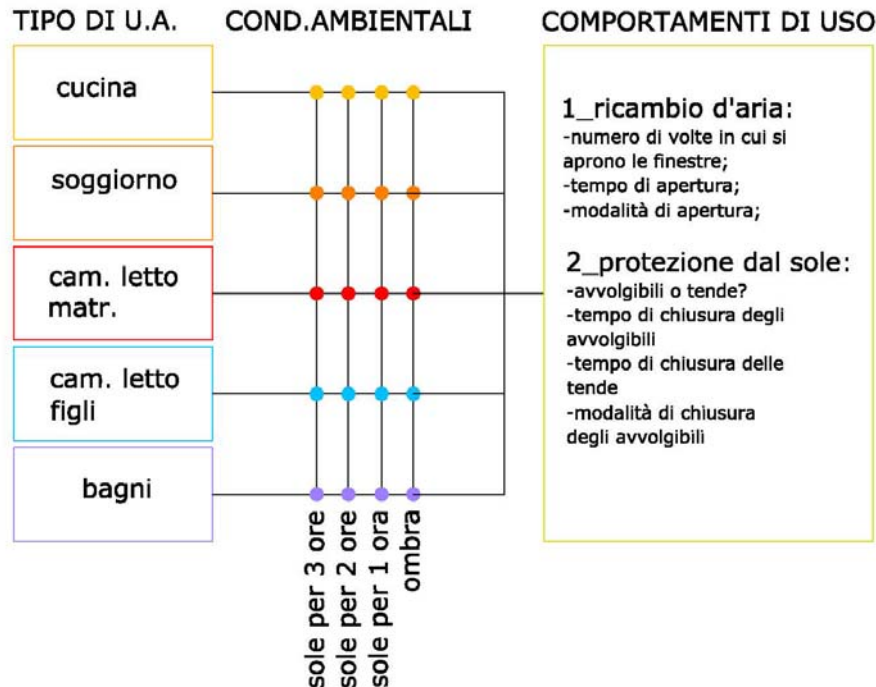 TIPO DI U.A.
COND.AMBIENTALI
COMPORTAMENTI DI USO
cucina
soggiorno
cam. letto
matr.
cam. letto
figli
bagni
sole per 3 ore
sole per 2 ore
sole per 1 ora
ombra
1_ricambio d'aria:
-numero di volte in cui si
aprono le finestre;
-tempo di apertura;
-modalità di apertura;
2_protezione dal sole:
-avvolgibili o tende?
-tempo di chiusura degli
avvolgibili
-tempo di chiusura delle
tende
-modalità di chiusura
degli avvolgibili